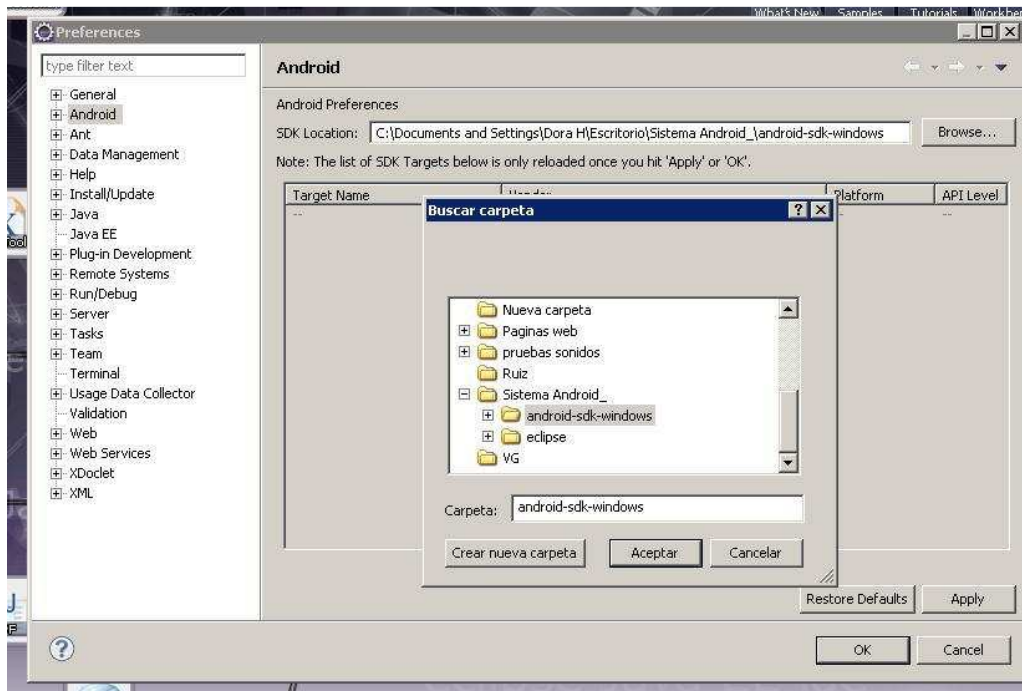 What's New Samples Tutorials
Preferences
type filter text
General
Android
Ant
Data Management
Help
Install/Update
Java
Java EE
Plug-in Development
Remote Systems
Run/Debug
Server
Tasks
Team
Terminal
Usage Data Collector
Validation
Web
Web Services
XDoclet
XML
Android
Android Preferences
SDK Location: C:\Documents and Settings\Dora H\Escritorio\Sistema Android_\android-sdk-windows Browse...
Note: The list of SDK Targets below is only reloaded once you hit 'Apply' or 'OK'.
Target Name Platform API Level
-- --
Buscar carpeta
Nueva carpeta
Paginas web
pruebas sonidos
Ruiz
Sistema Android_
android-sdk-windows
eclipse
VG
Carpeta: android-sdk-windows
Crear nueva carpeta Aceptar Cancelar
Restore Defaults Apply
OK Cancel